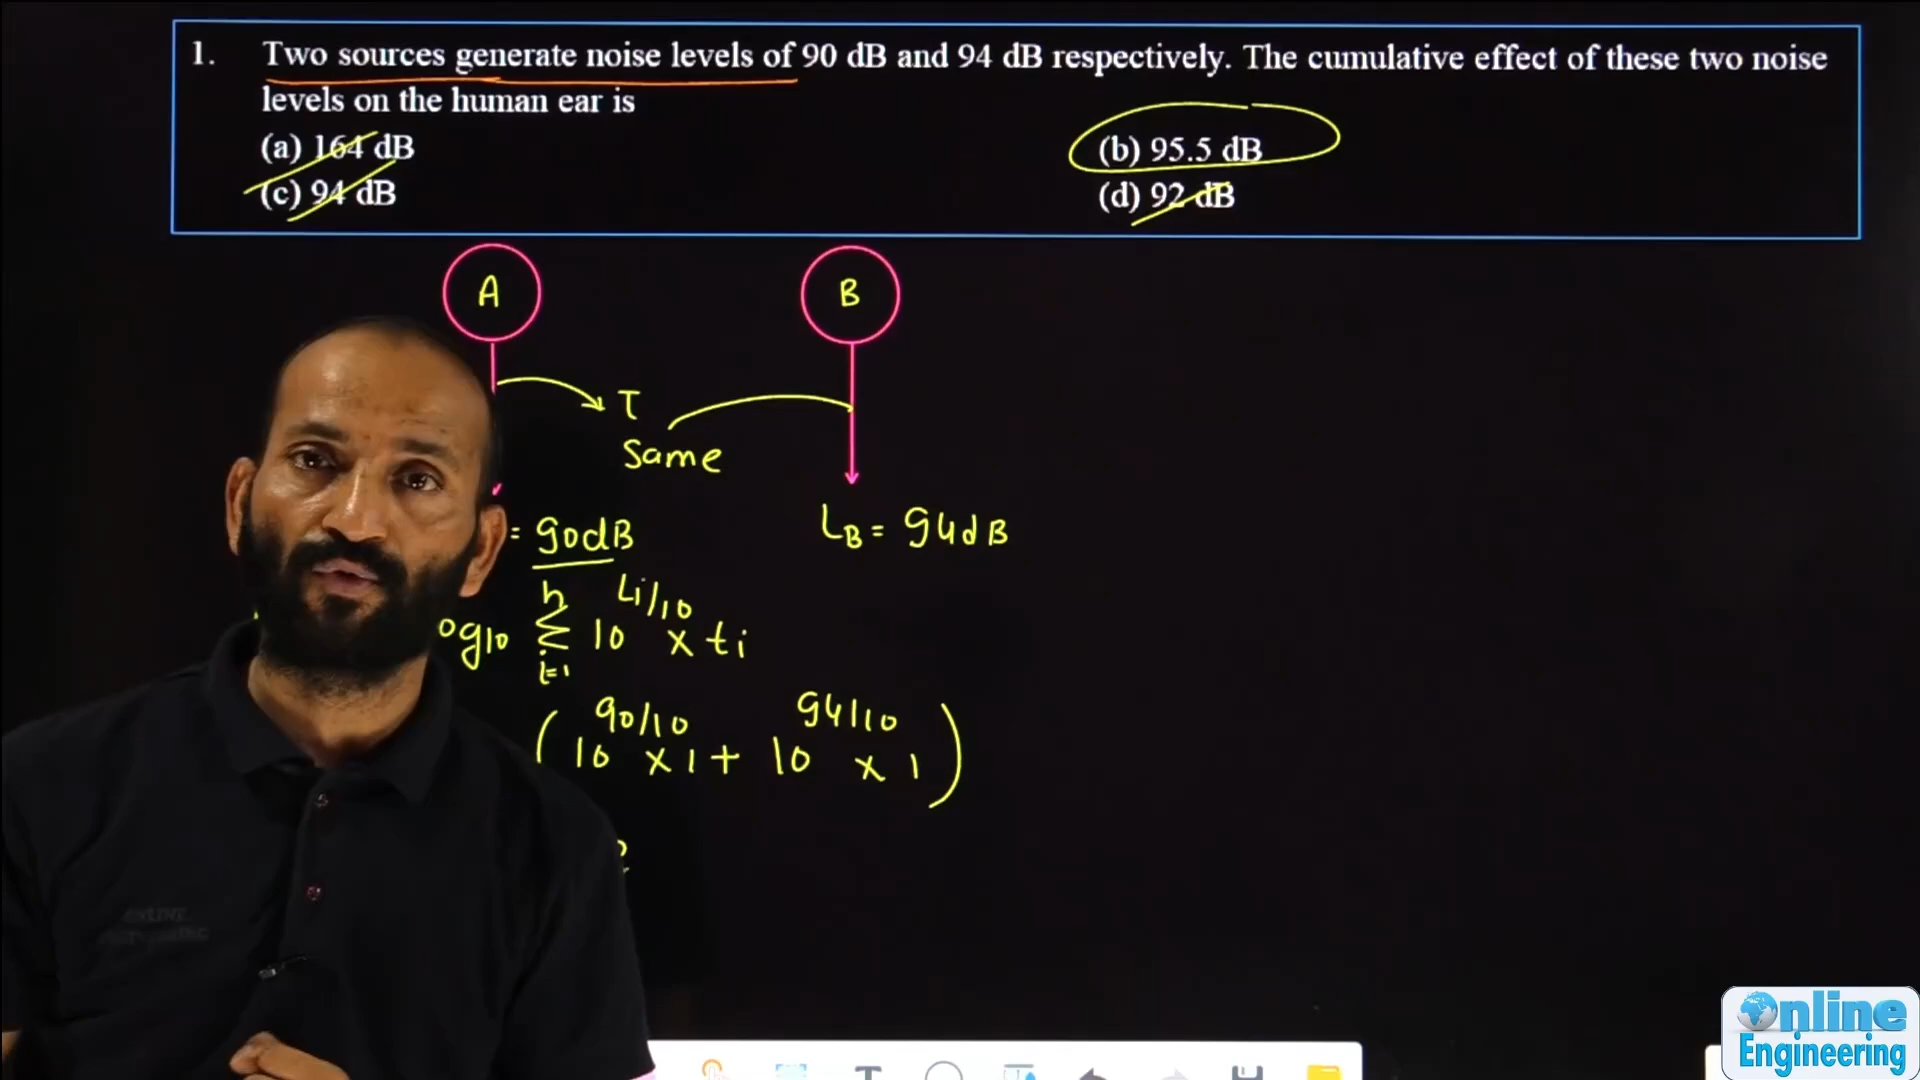 1. Two sources generate noise levels of 90 dB and 94 dB respectively. The cumulative effect of these two noise
levels on the human ear is
(a) 164 dB (b) 95.5 dB
(c) 94 dB (d) 92 dB
A B
T
Same
= 90dB LB = 94dB
n Li/10
og10 Σ 10 x ti
i=1
90/10 94/10
(10 x 1 + 10 x 1)
Online
Engineering